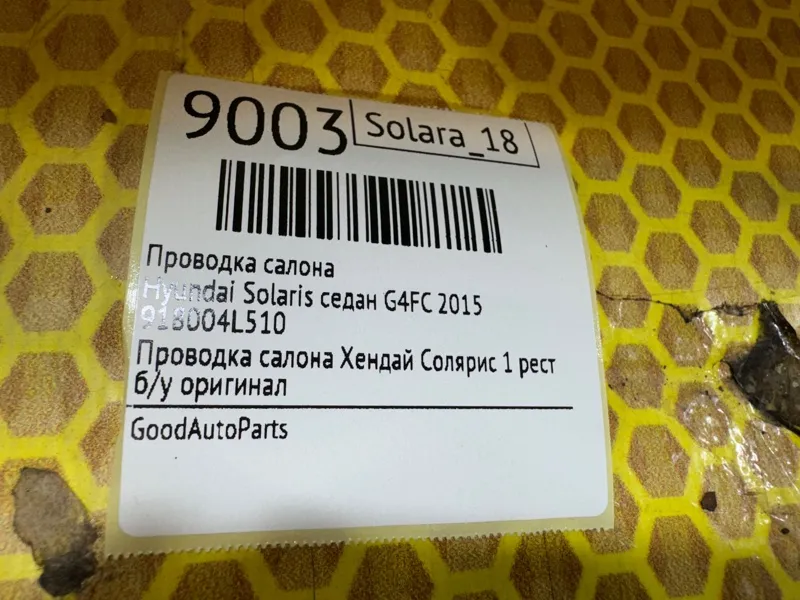 9003
Solara_18
Проводка салона
Hyundai Solaris седан G4FC 2015
918004L510
Проводка салона Хендай Солярис 1 рест
б/у оригинал
GoodAutoParts